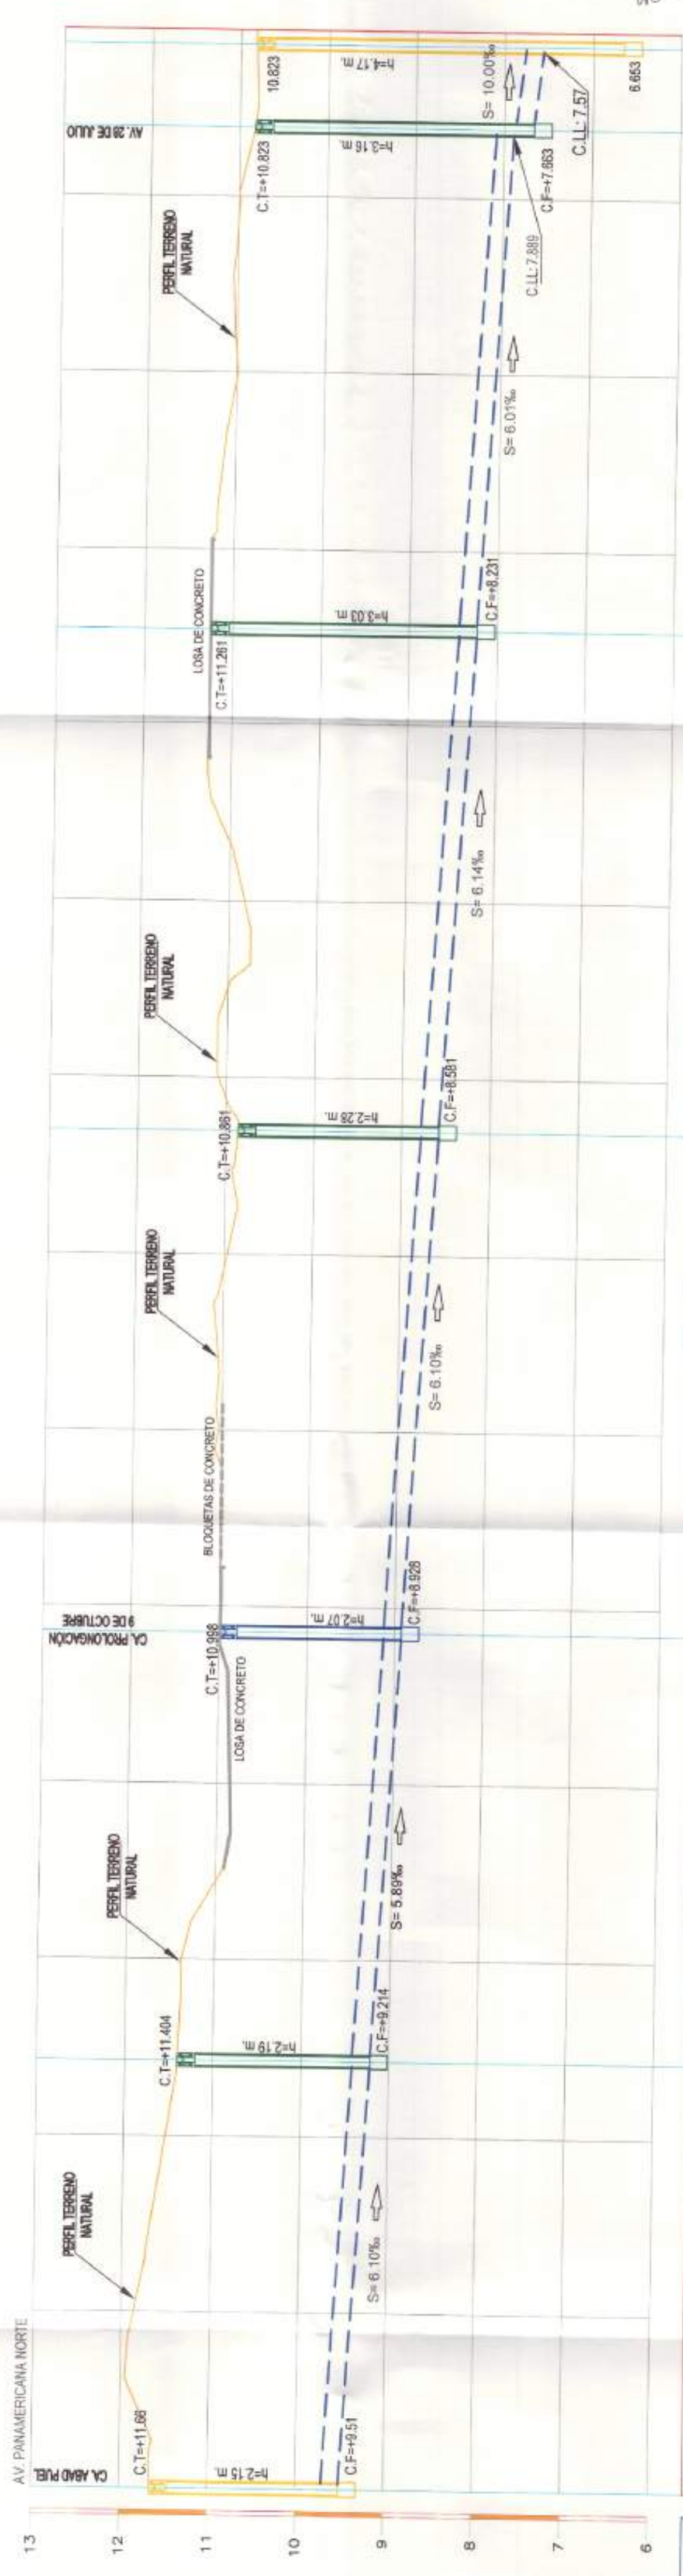 AV. PANAMERICANA NORTE
13
12
11
10
9
8
7
6
CA. ABAD PUEL
C.T=+11.66
h=2.15 m.
C.F=+9.51
PERFIL TERRENO
NATURAL
S= 6.10‰
C.T=+11.404
h=2.19 m.
C.F=+9.214
PERFIL TERRENO
NATURAL
S= 5.89‰
LOSA DE CONCRETO
CA. PROLONGACIÓN
9 DE OCTUBRE
C.T=+10.998
h=2.07 m.
C.F=+8.928
BLOQUETAS DE CONCRETO
S= 6.10‰
PERFIL TERRENO
NATURAL
C.T=+10.861
h=2.28 m.
C.F=+8.581
PERFIL TERRENO
NATURAL
S= 6.14‰
LOSA DE CONCRETO
C.T=+11.261
h=3.03 m.
C.F=+8.231
S= 6.01‰
PERFIL TERRENO
NATURAL
C.LL: 7.889
AV. 28 DE JULIO
C.T=+10.823
h=3.16 m.
C.F=+7.663
S= 10.00‰
C.LL: 7.57
10.823
h=4.17 m.
6.653